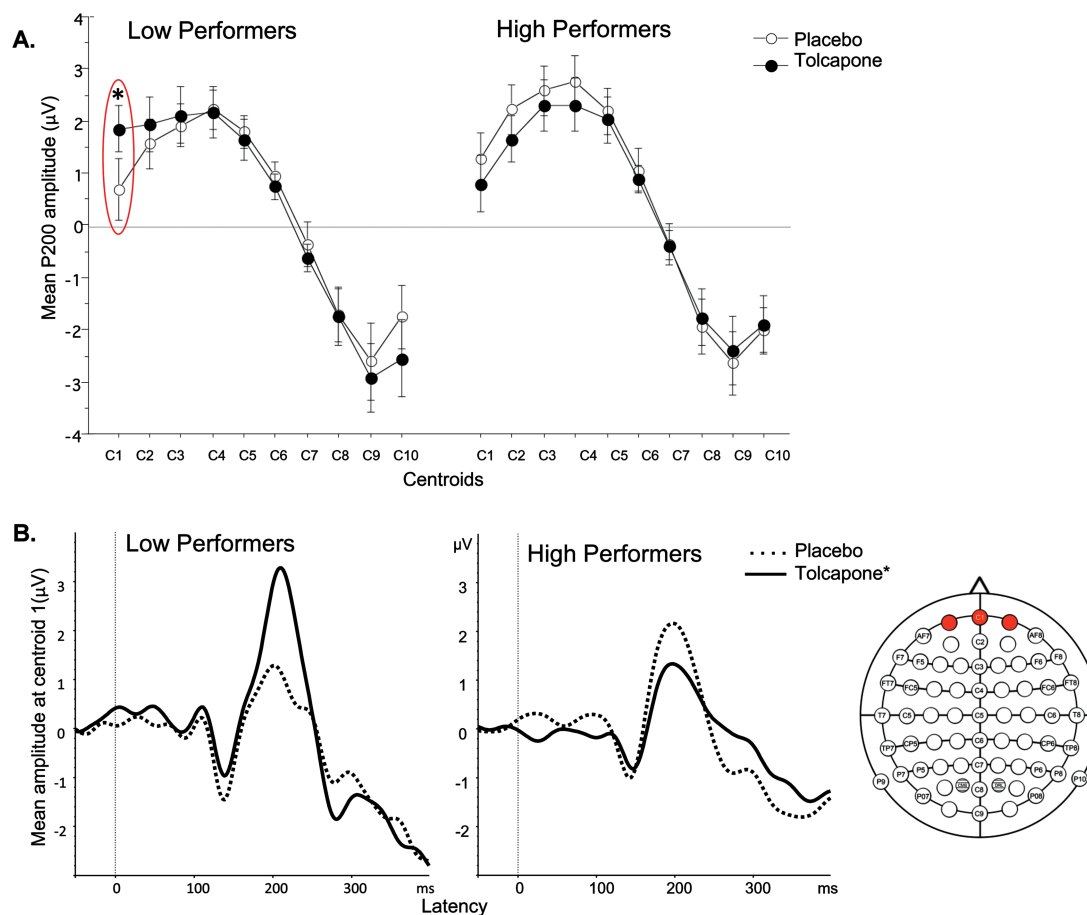 A.
Low Performers
High Performers
Placebo
Tolcapone
*
Mean P200 amplitude (µV)
4
3
2
1
0
-1
-2
-3
-4
C1 C2 C3 C4 C5 C6 C7 C8 C9 C10
C1 C2 C3 C4 C5 C6 C7 C8 C9 C10
Centroids
B.
Low Performers
µV
High Performers
Placebo
Tolcapone*
Mean amplitude at centroid 1(µV)
3
2
1
0
-1
-2
3
2
1
0
-1
-2
0 100 200 300 ms
0 100 200 300 ms
Latency
AF7 C2 AF8
F7 F5 C3 F6 F8
FT7 FC5 C4 FC6 FT8
T7 C5 C5 C6 T8
TP7 CP5 C6 CP6 TP8
P9 P7 P5 C7 P6 P8 P10
PO7 C8 PO8
C9